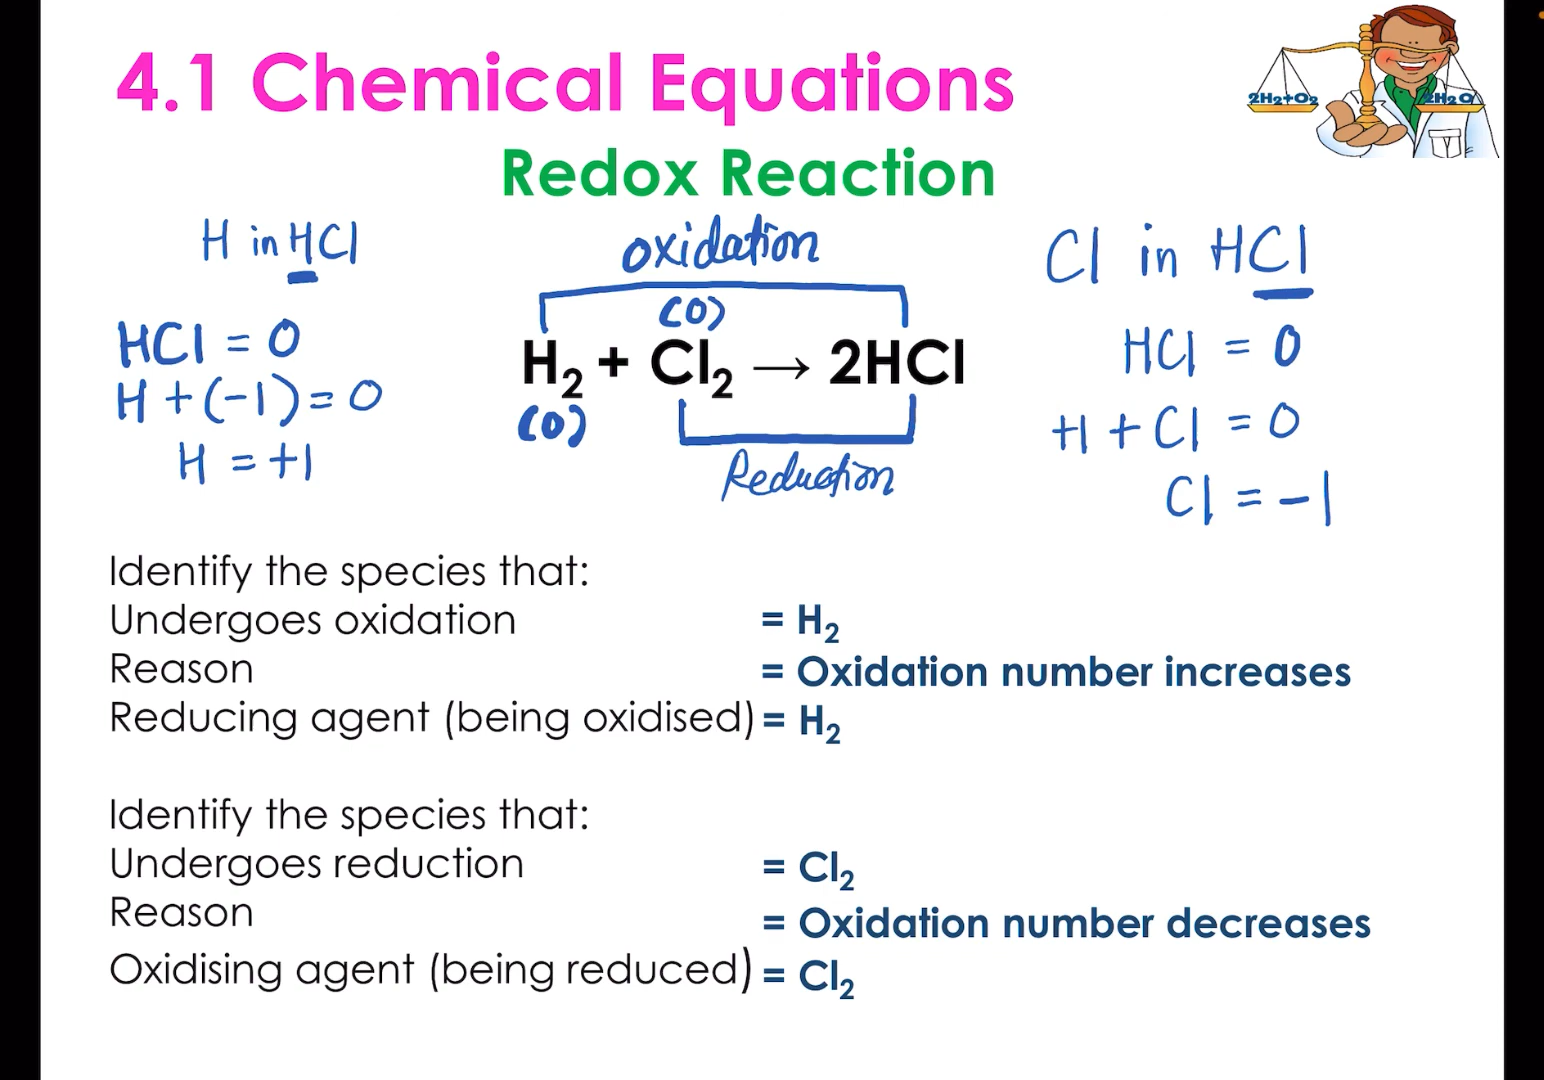 4.1 Chemical Equations
2H2+O2
2H2O
Redox Reaction
H in HCl
oxidation
Cl in HCl
HCl = 0
(0)
HCl = 0
H₂ + Cl₂ → 2HCl
H + (-1) = 0
(0)
+1 + Cl = 0
H = +1
Reduction
Cl = -1
Identify the species that:
Undergoes oxidation = H₂
Reason = Oxidation number increases
Reducing agent (being oxidised) = H₂
Identify the species that:
Undergoes reduction = Cl₂
Reason = Oxidation number decreases
Oxidising agent (being reduced) = Cl₂